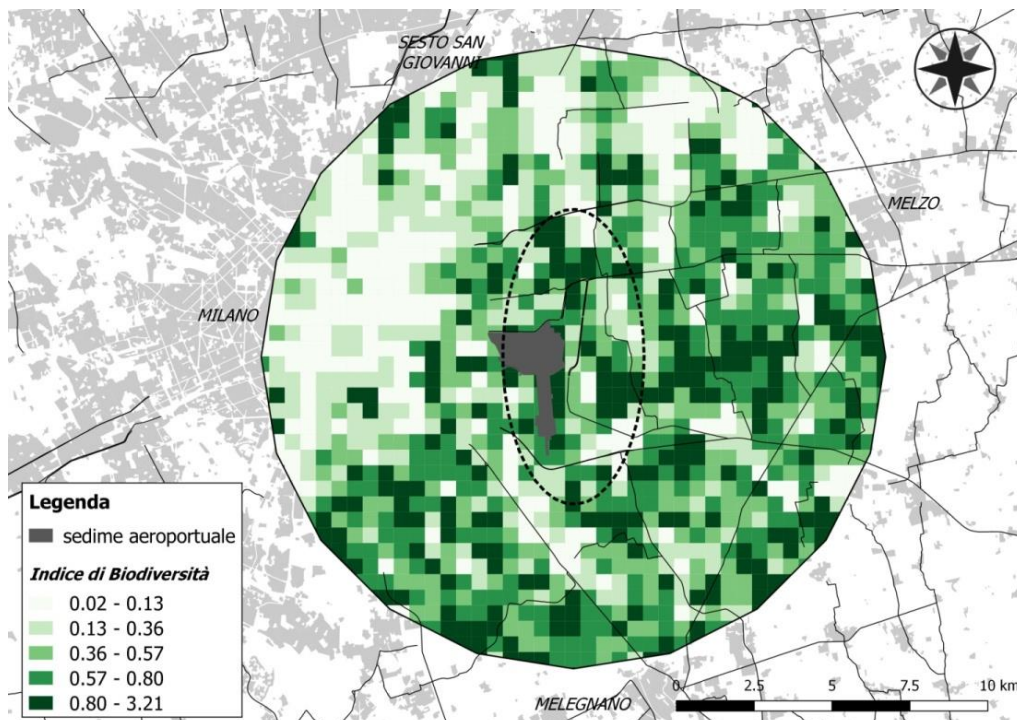 SESTO SAN
GIOVANNI
MELZO
MILANO
Legenda
sedime aeroportuale
Indice di Biodiversità
0.02 - 0.13
0.13 - 0.36
0.36 - 0.57
0.57 - 0.80
0.80 - 3.21
MELEGNANO
0 2.5 5 7.5 10 km